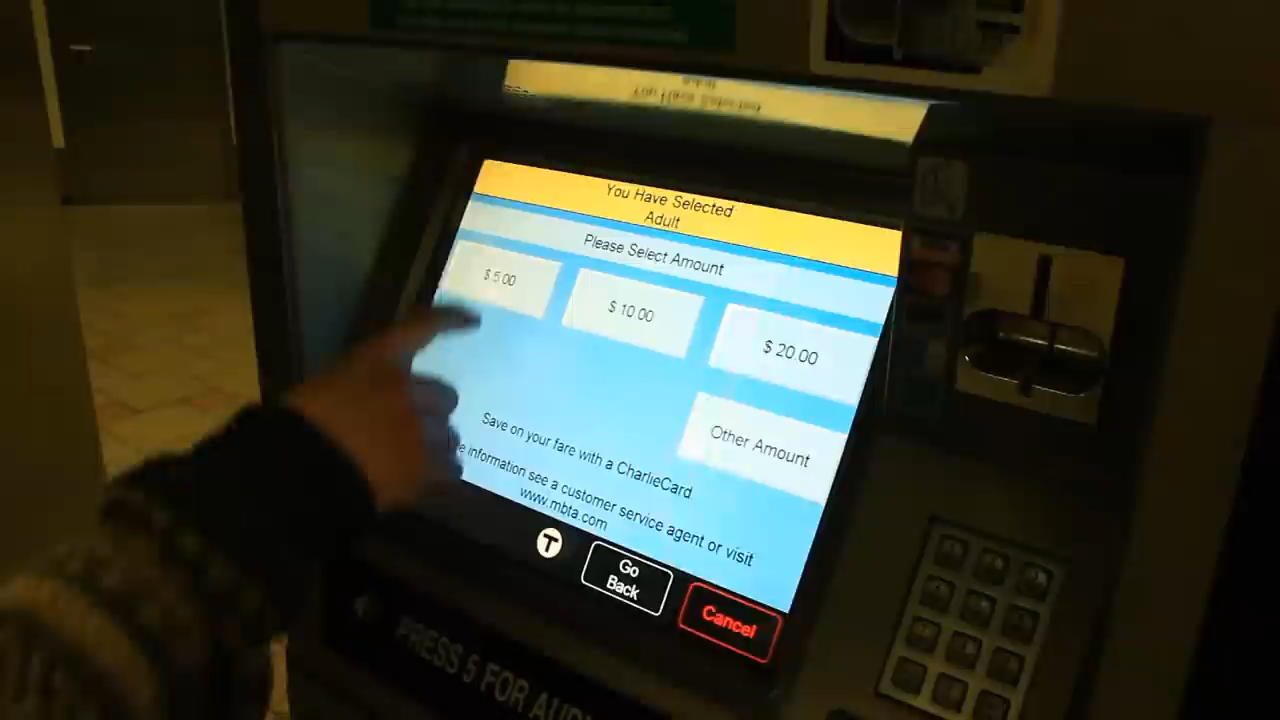 You Have Selected
Adult
Please Select Amount
$ 5.00
$ 10.00
$ 20.00
Other Amount
Save on your fare with a CharlieCard
information see a customer service agent or visit
www.mbta.com
T
Go
Back
Cancel
PRESS 5 FOR